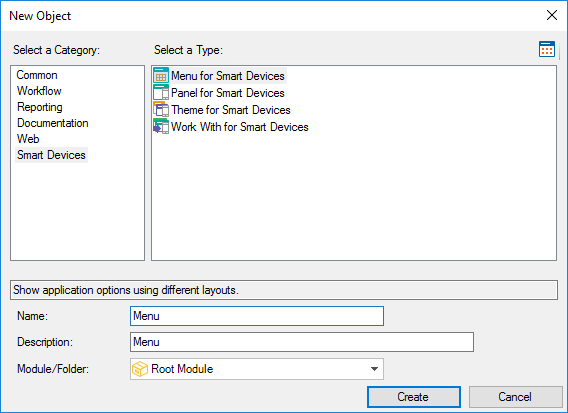 New Object
Select a Category:
Select a Type:
Common
Workflow
Reporting
Documentation
Web
Smart Devices
Menu for Smart Devices
Panel for Smart Devices
Theme for Smart Devices
Work With for Smart Devices
Show application options using different layouts.
Name: Menu
Description: Menu
Module/Folder: Root Module
Create Cancel